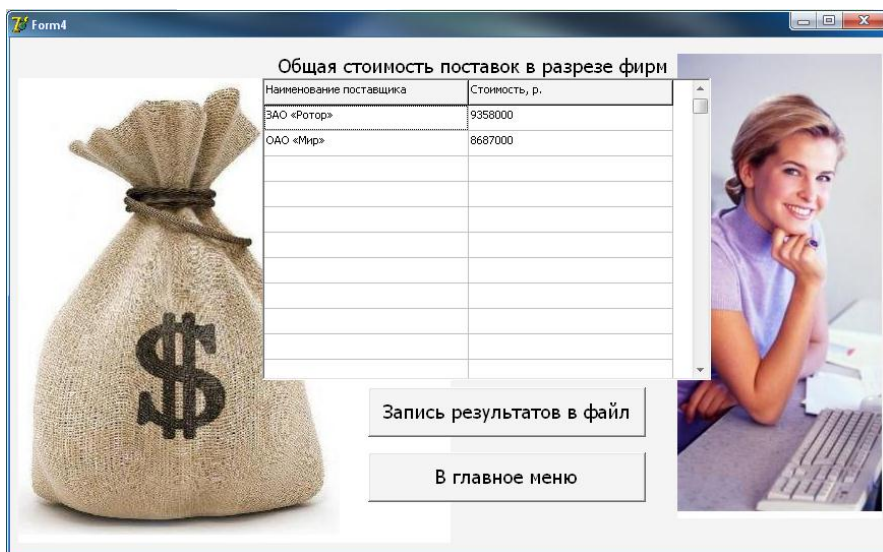 Form4
Общая стоимость поставок в разрезе фирм
Наименование поставщика Стоимость, р.
ЗАО «Ротор» 9358000
ОАО «Мир» 8687000
$
Запись результатов в файл
В главное меню